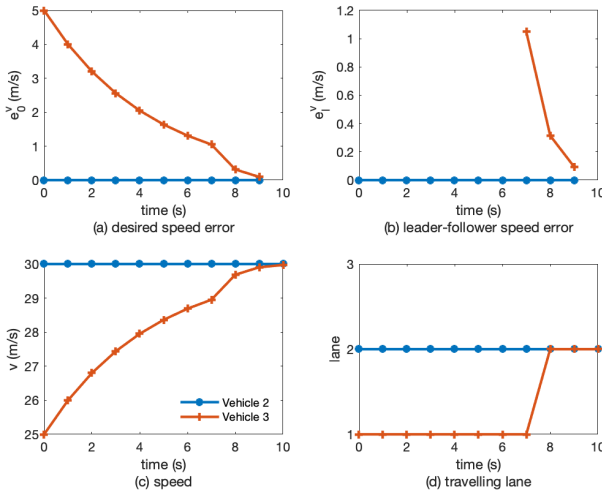 5
4
3
2
1
0
0 2 4 6 8 10
e0v (m/s)
time (s)
(a) desired speed error
1.2
1
0.8
0.6
0.4
0.2
0
0 2 4 6 8 10
elv (m/s)
time (s)
(b) leader-follower speed error
30
29
28
27
26
25
0 2 4 6 8 10
v (m/s)
Vehicle 2
Vehicle 3
time (s)
(c) speed
3
2
1
0 2 4 6 8 10
lane
time (s)
(d) travelling lane